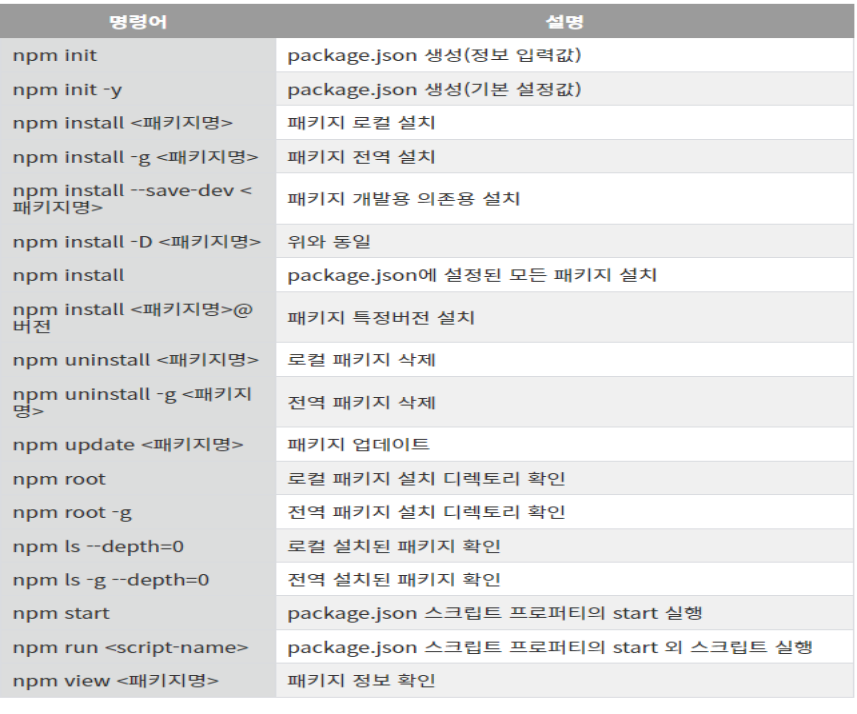 명령어 설명
npm init package.json 생성(정보 입력값)
npm init -y package.json 생성(기본 설정값)
npm install <패키지명> 패키지 로컬 설치
npm install -g <패키지명> 패키지 전역 설치
npm install --save-dev <
패키지명> 패키지 개발용 의존용 설치
npm install -D <패키지명> 위와 동일
npm install package.json에 설정된 모든 패키지 설치
npm install <패키지명>@
버전 패키지 특정버전 설치
npm uninstall <패키지명> 로컬 패키지 삭제
npm uninstall -g <패키지
명> 전역 패키지 삭제
npm update <패키지명> 패키지 업데이트
npm root 로컬 패키지 설치 디렉토리 확인
npm root -g 전역 패키지 설치 디렉토리 확인
npm ls --depth=0 로컬 설치된 패키지 확인
npm ls -g --depth=0 전역 설치된 패키지 확인
npm start package.json 스크립트 프로퍼티의 start 실행
npm run <script-name> package.json 스크립트 프로퍼티의 start 외 스크립트 실행
npm view <패키지명> 패키지 정보 확인